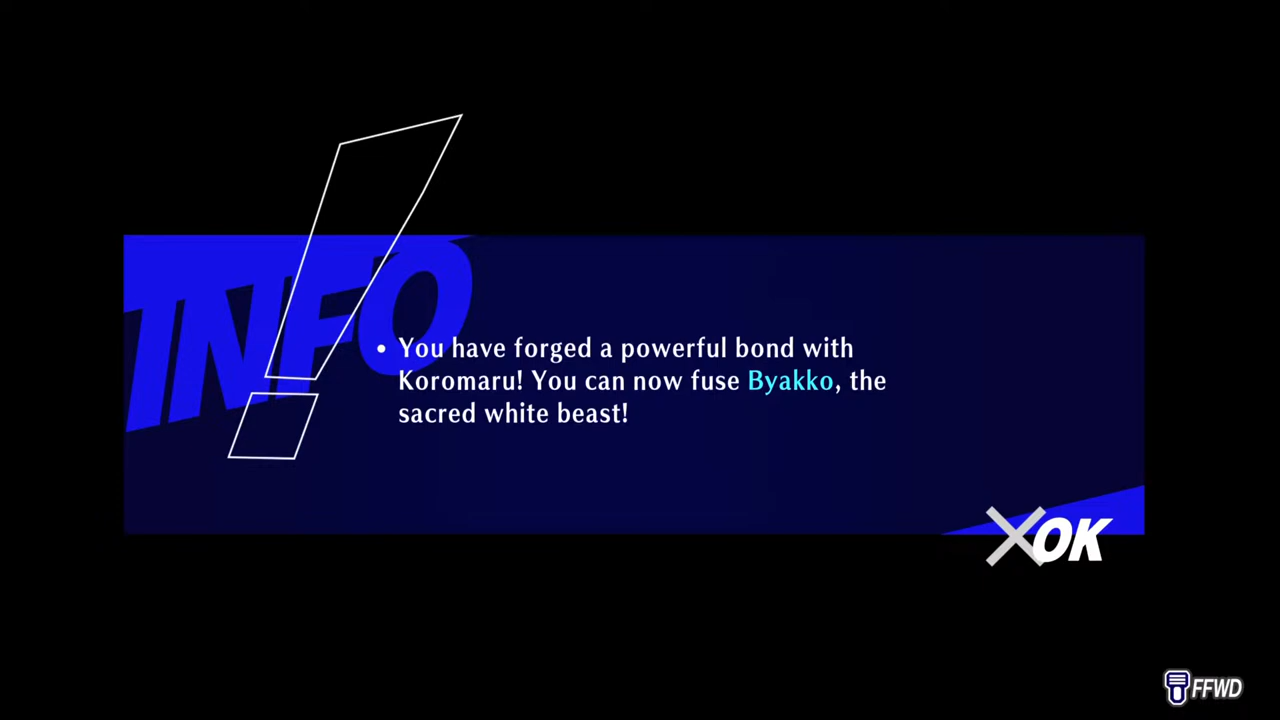 INFO
• You have forged a powerful bond with
Koromaru! You can now fuse Byakko, the
sacred white beast!
OK
FFWD